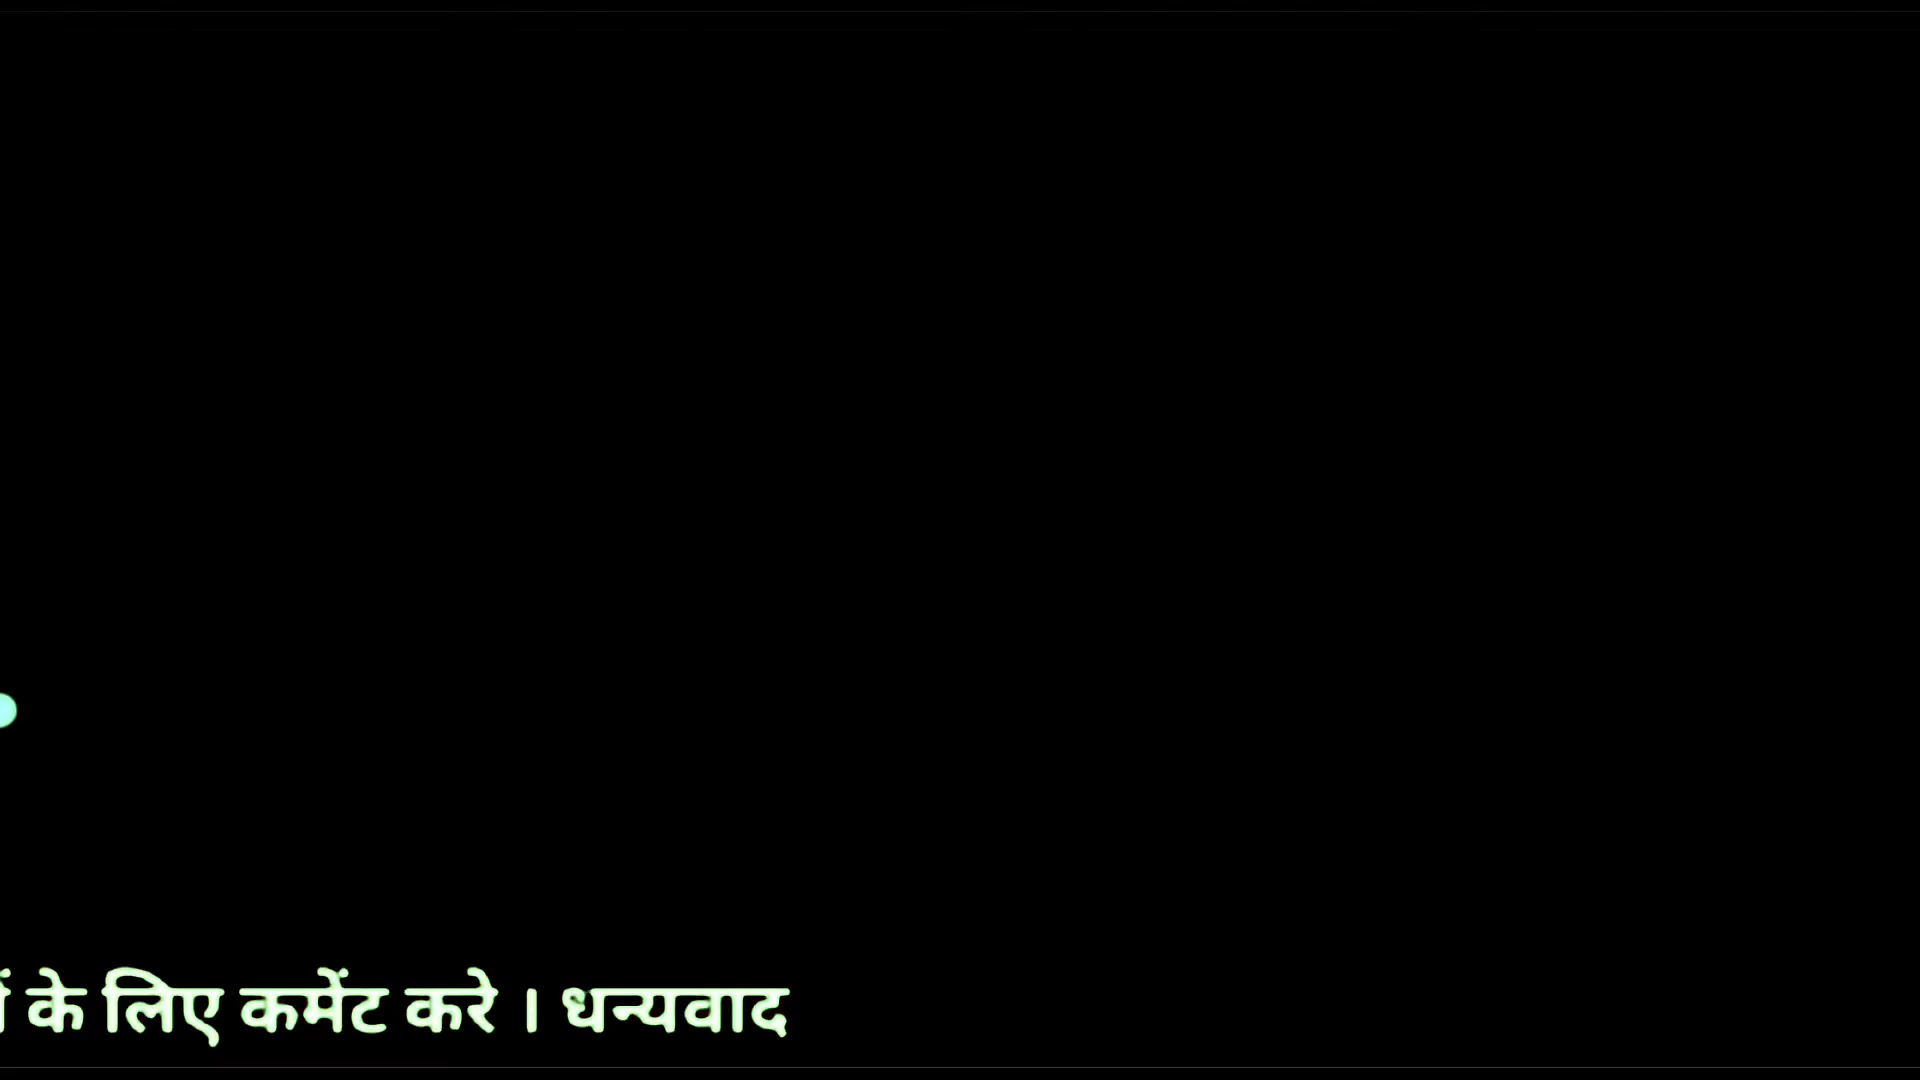 के लिए कमेंट करे । धन्यवाद